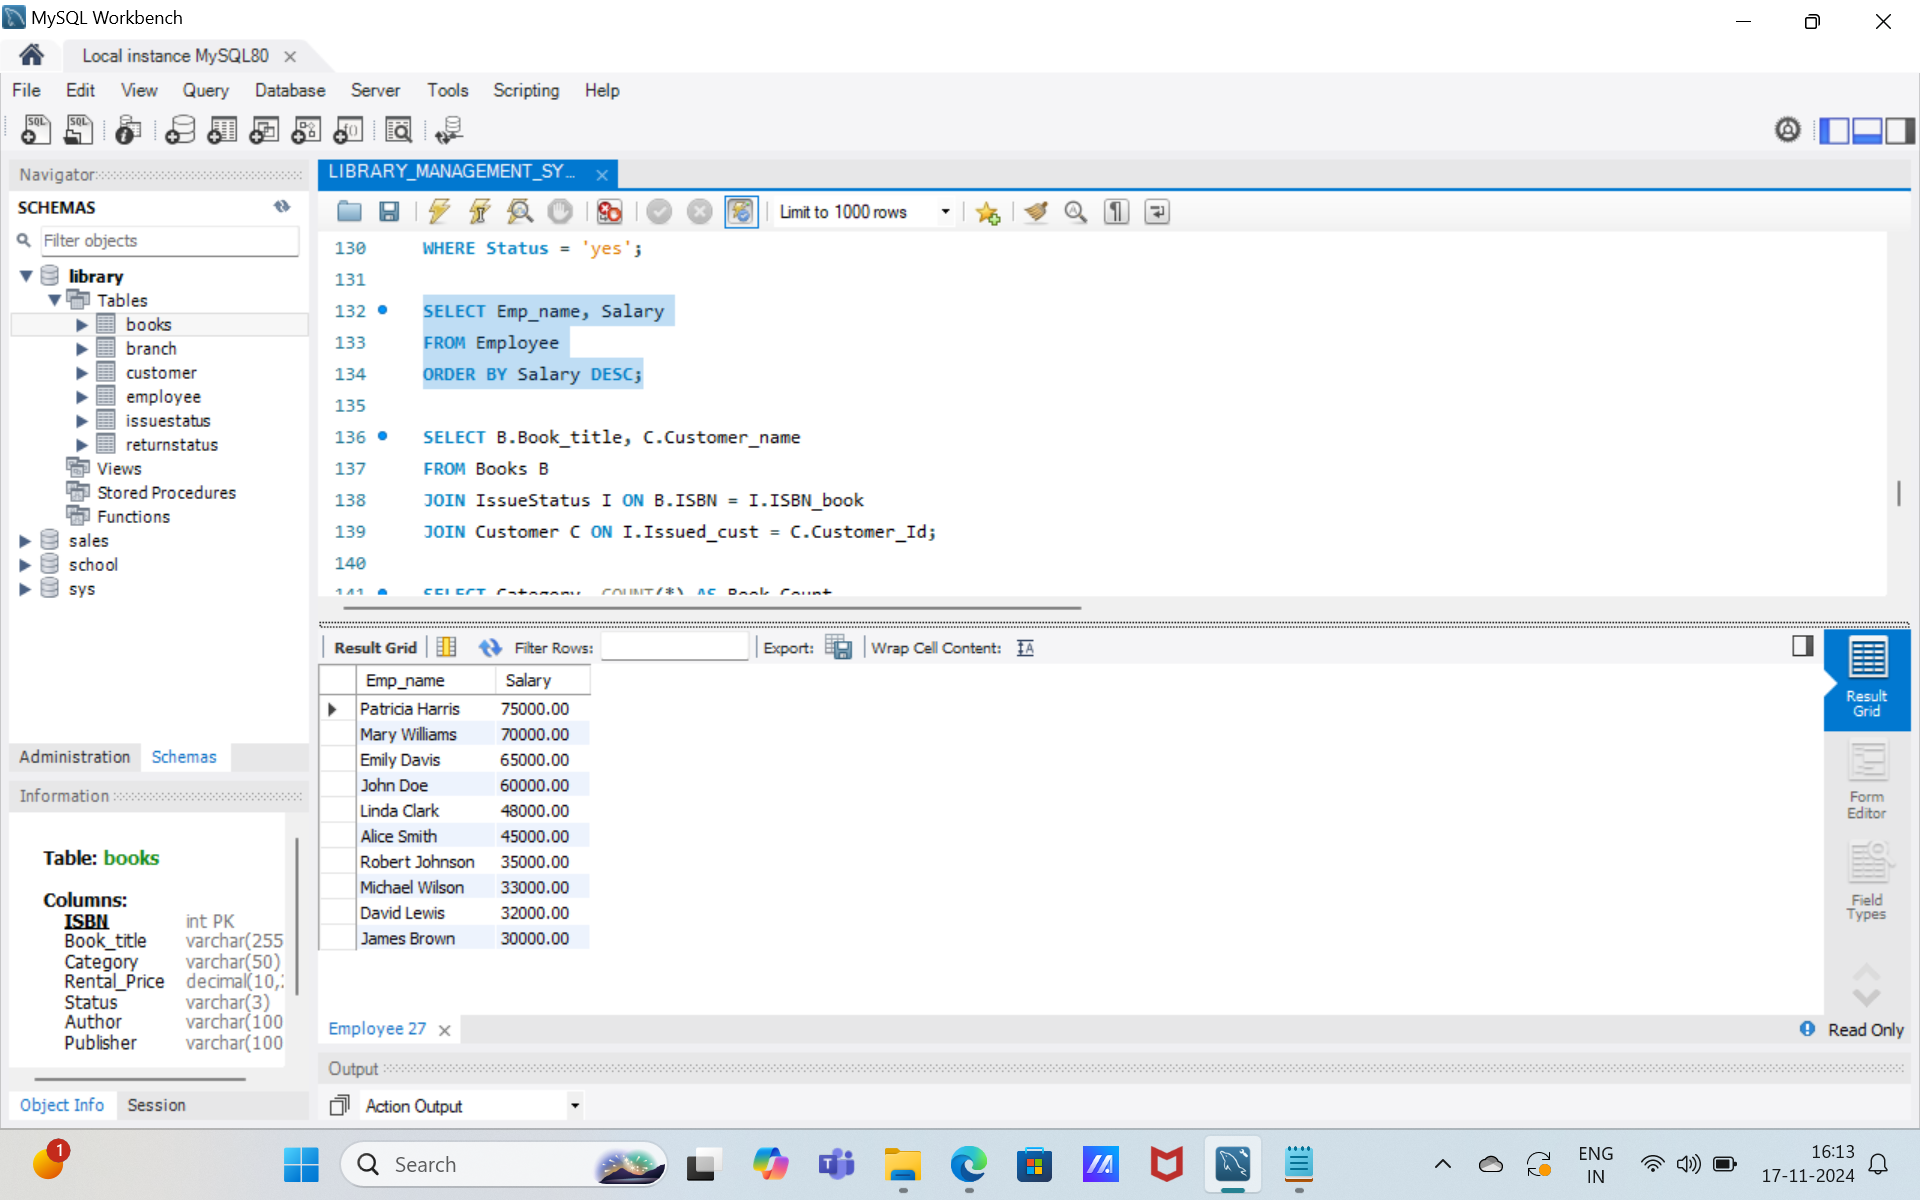 MySQL Workbench
Local instance MySQL80
File Edit View Query Database Server Tools Scripting Help
Navigator
SCHEMAS
Filter objects
library
Tables
books
branch
customer
employee
issuestatus
returnstatus
Views
Stored Procedures
Functions
sales
school
sys
Administration Schemas
Information
Table: books
Columns:
ISBN int PK
Book_title varchar(255
Category varchar(50)
Rental_Price decimal(10,2
Status varchar(3)
Author varchar(100
Publisher varchar(100
Object Info Session
LIBRARY_MANAGEMENT_SY...
Limit to 1000 rows
130 WHERE Status = 'yes';
131
132 SELECT Emp_name, Salary
133 FROM Employee
134 ORDER BY Salary DESC;
135
136 SELECT B.Book_title, C.Customer_name
137 FROM Books B
138 JOIN IssueStatus I ON B.ISBN = I.ISBN_book
139 JOIN Customer C ON I.Issued_cust = C.Customer_Id;
140
141 SELECT Category, COUNT(*) AS Book_Count
Result Grid Filter Rows: Export: Wrap Cell Content:
Emp_name Salary
Patricia Harris 75000.00
Mary Williams 70000.00
Emily Davis 65000.00
John Doe 60000.00
Linda Clark 48000.00
Alice Smith 45000.00
Robert Johnson 35000.00
Michael Wilson 33000.00
David Lewis 32000.00
James Brown 30000.00
Result
Grid
Form
Editor
Field
Types
Employee 27
Read Only
Output
Action Output
1
Search
ENG
IN
16:13
17-11-2024